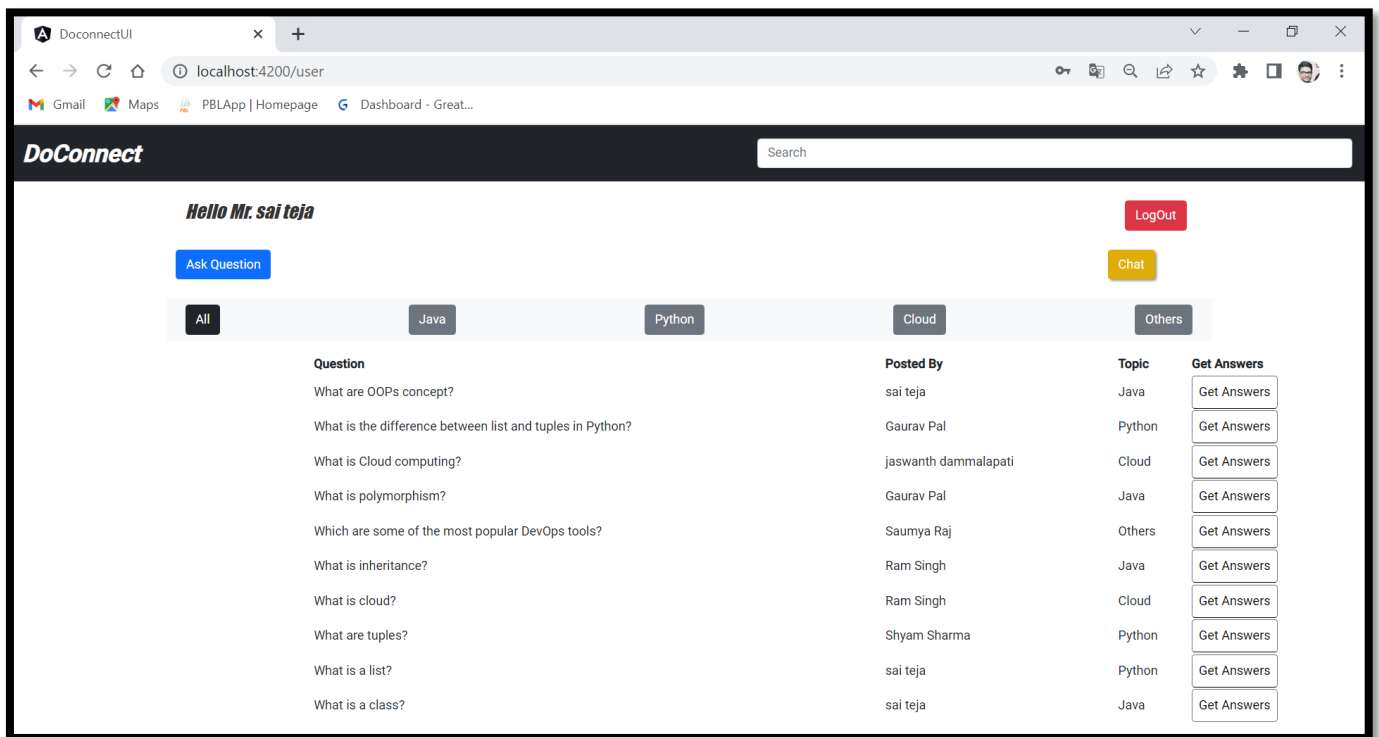 DoconnectUI
localhost:4200/user
Gmail Maps PBLApp | Homepage Dashboard - Great...
DoConnect Search
Hello Mr. sai teja LogOut
Ask Question Chat
All Java Python Cloud Others
Question Posted By Topic Get Answers
What are OOPs concept? sai teja Java Get Answers
What is the difference between list and tuples in Python? Gaurav Pal Python Get Answers
What is Cloud computing? jaswanth dammalapati Cloud Get Answers
What is polymorphism? Gaurav Pal Java Get Answers
Which are some of the most popular DevOps tools? Saumya Raj Others Get Answers
What is inheritance? Ram Singh Java Get Answers
What is cloud? Ram Singh Cloud Get Answers
What are tuples? Shyam Sharma Python Get Answers
What is a list? sai teja Python Get Answers
What is a class? sai teja Java Get Answers